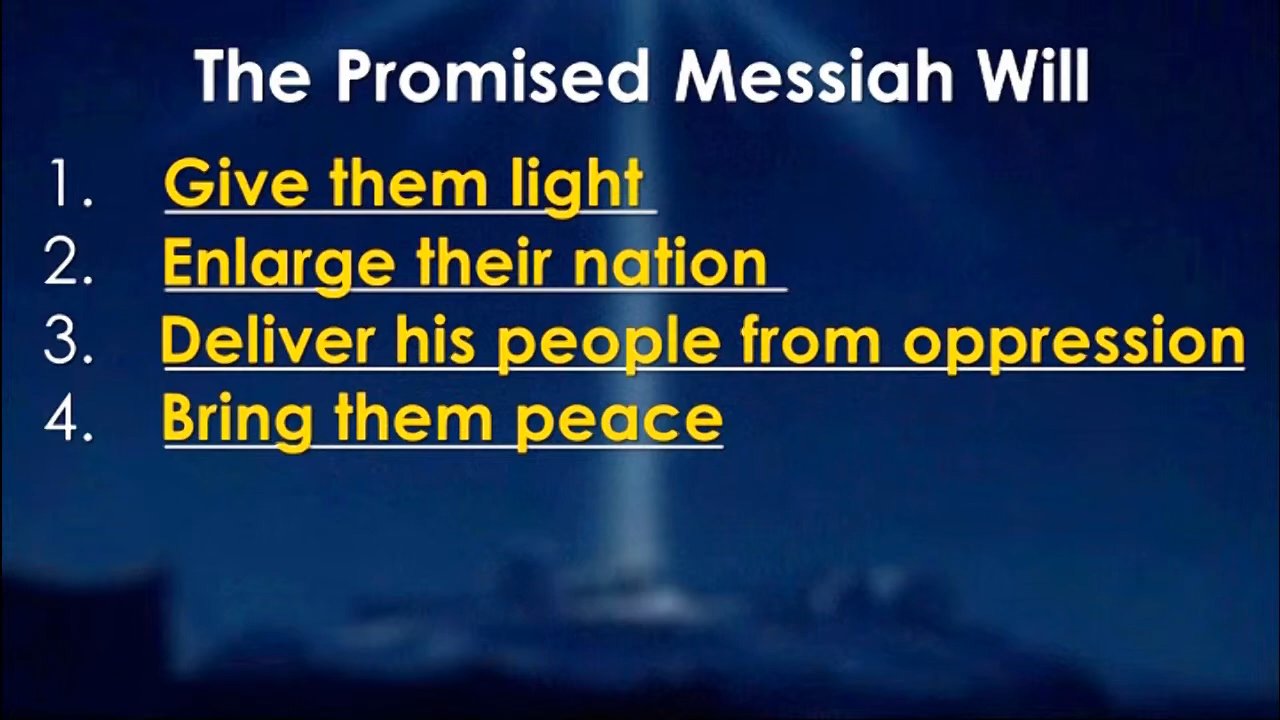 The Promised Messiah Will
1. Give them light
2. Enlarge their nation
3. Deliver his people from oppression
4. Bring them peace